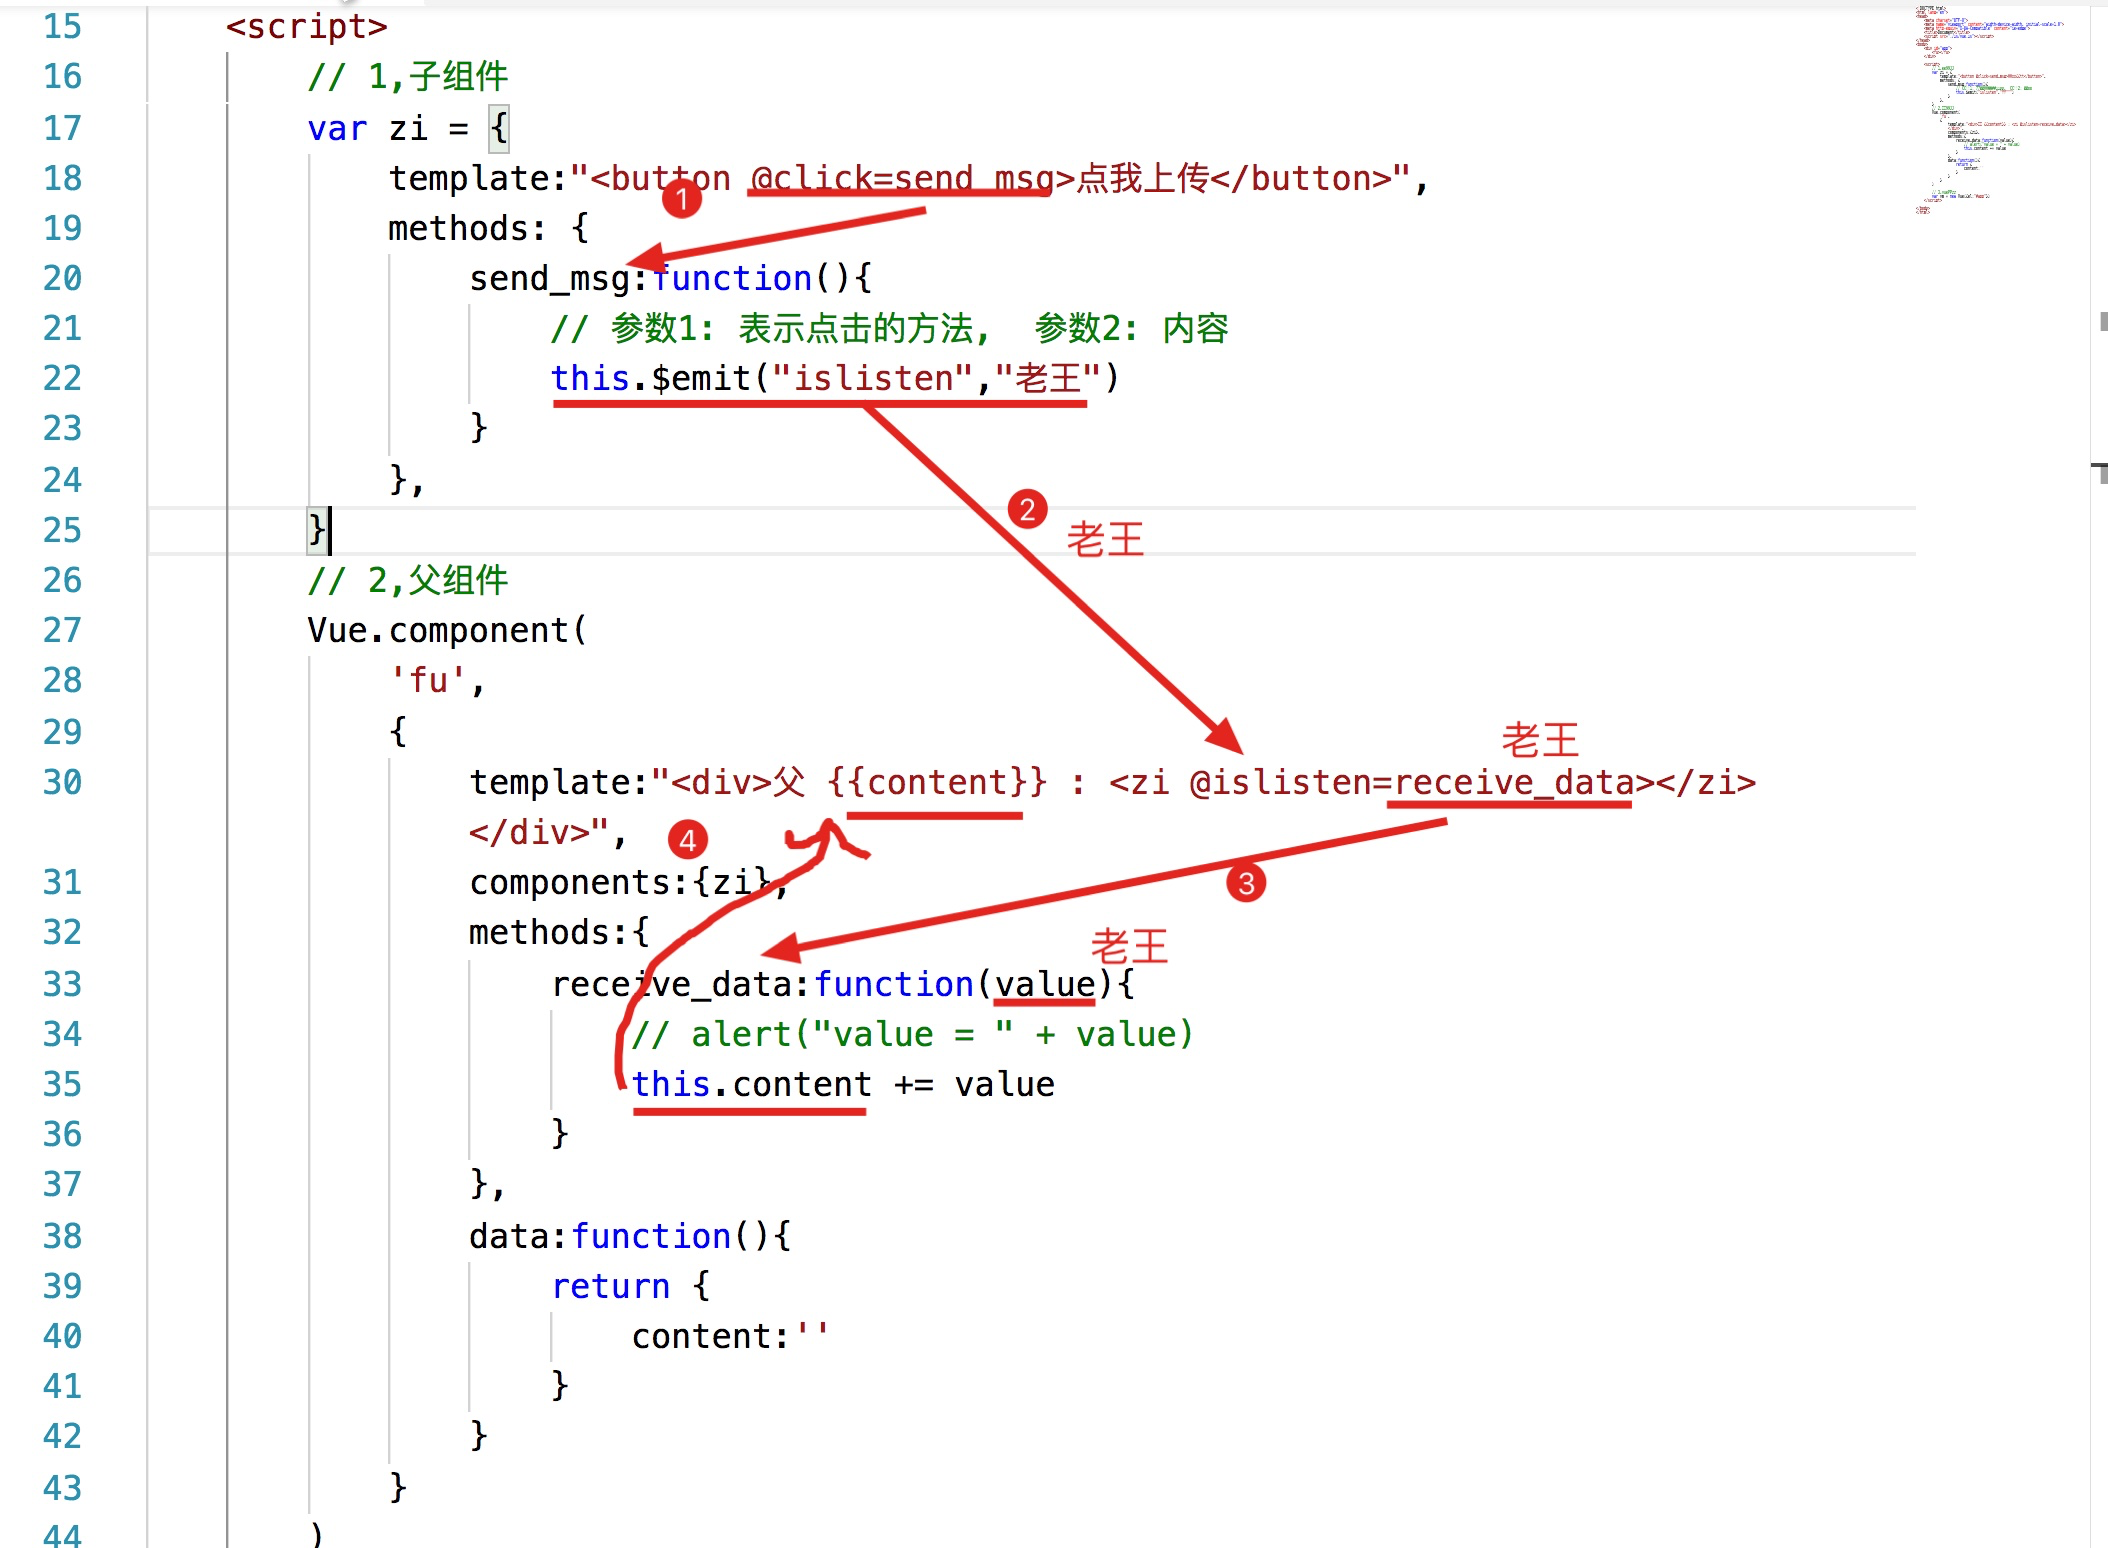 15 <script>
16 // 1,子组件
17 var zi = {
18 template:"<button @click=send_msg>点我上传</button>",
①
19 methods: {
20 send_msg:function(){
21 // 参数1: 表示点击的方法, 参数2: 内容
22 this.$emit("islisten","老王")
23 }
24 },
② 老王
25 }
26 // 2,父组件
27 Vue.component(
28 'fu',
29 {
老王
30 template:"<div>父 {{content}} : <zi @islisten=receive_data></zi>
</div>",
④
31 components:{zi},
③
32 methods:{
老王
33 receive_data:function(value){
34 // alert("value = " + value)
35 this.content += value
36 }
37 },
38 data:function(){
39 return {
40 content:''
41 }
42 }
43 }
44 )